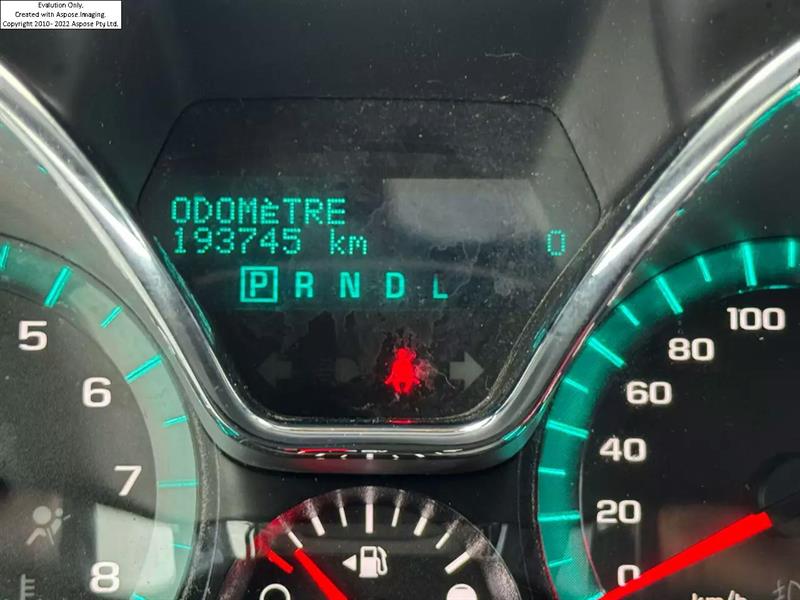 Evalution Only.
Created with Aspose.Imaging.
Copyright 2010- 2022 Aspose Pty Ltd.
ODOMèTRE
193745 km 0
P R N D L
5
6
7
8
100
80
60
40
20
0
km/h